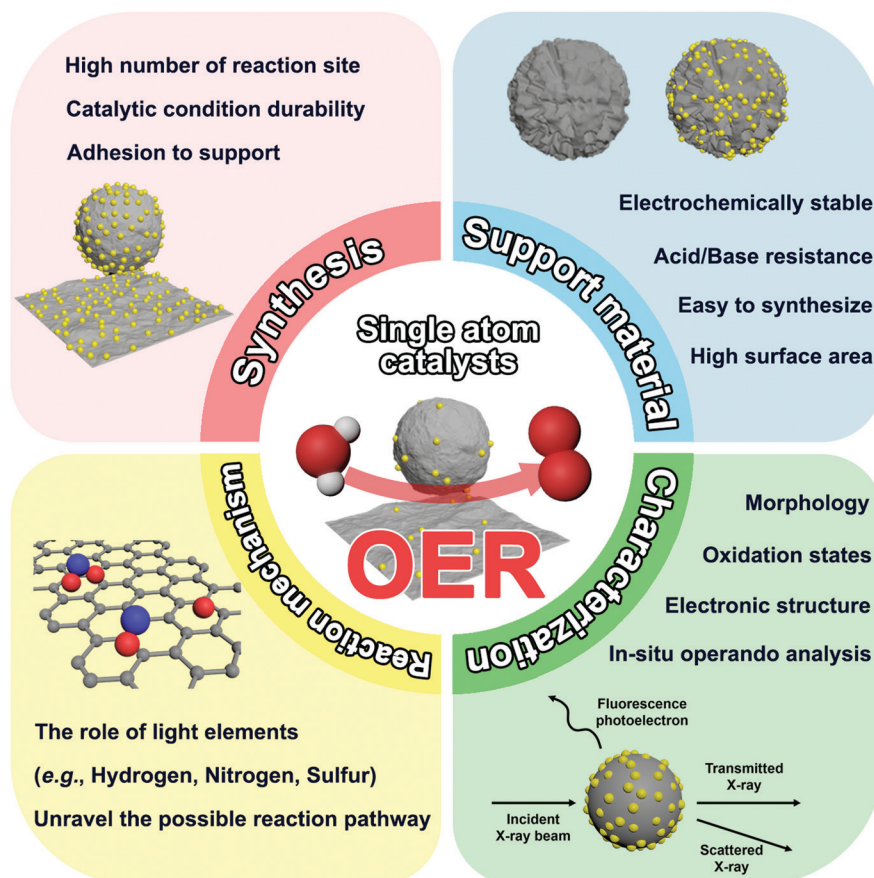 High number of reaction site
Catalytic condition durability
Adhesion to support
Synthesis
Electrochemically stable
Acid/Base resistance
Easy to synthesize
High surface area
Support material
Single atom
catalysts
OER
Reaction mechanism
The role of light elements
(e.g., Hydrogen, Nitrogen, Sulfur)
Unravel the possible reaction pathway
Characterization
Morphology
Oxidation states
Electronic structure
In-situ operando analysis
Fluorescence
photoelectron
Incident
X-ray beam
Transmitted
X-ray
Scattered
X-ray